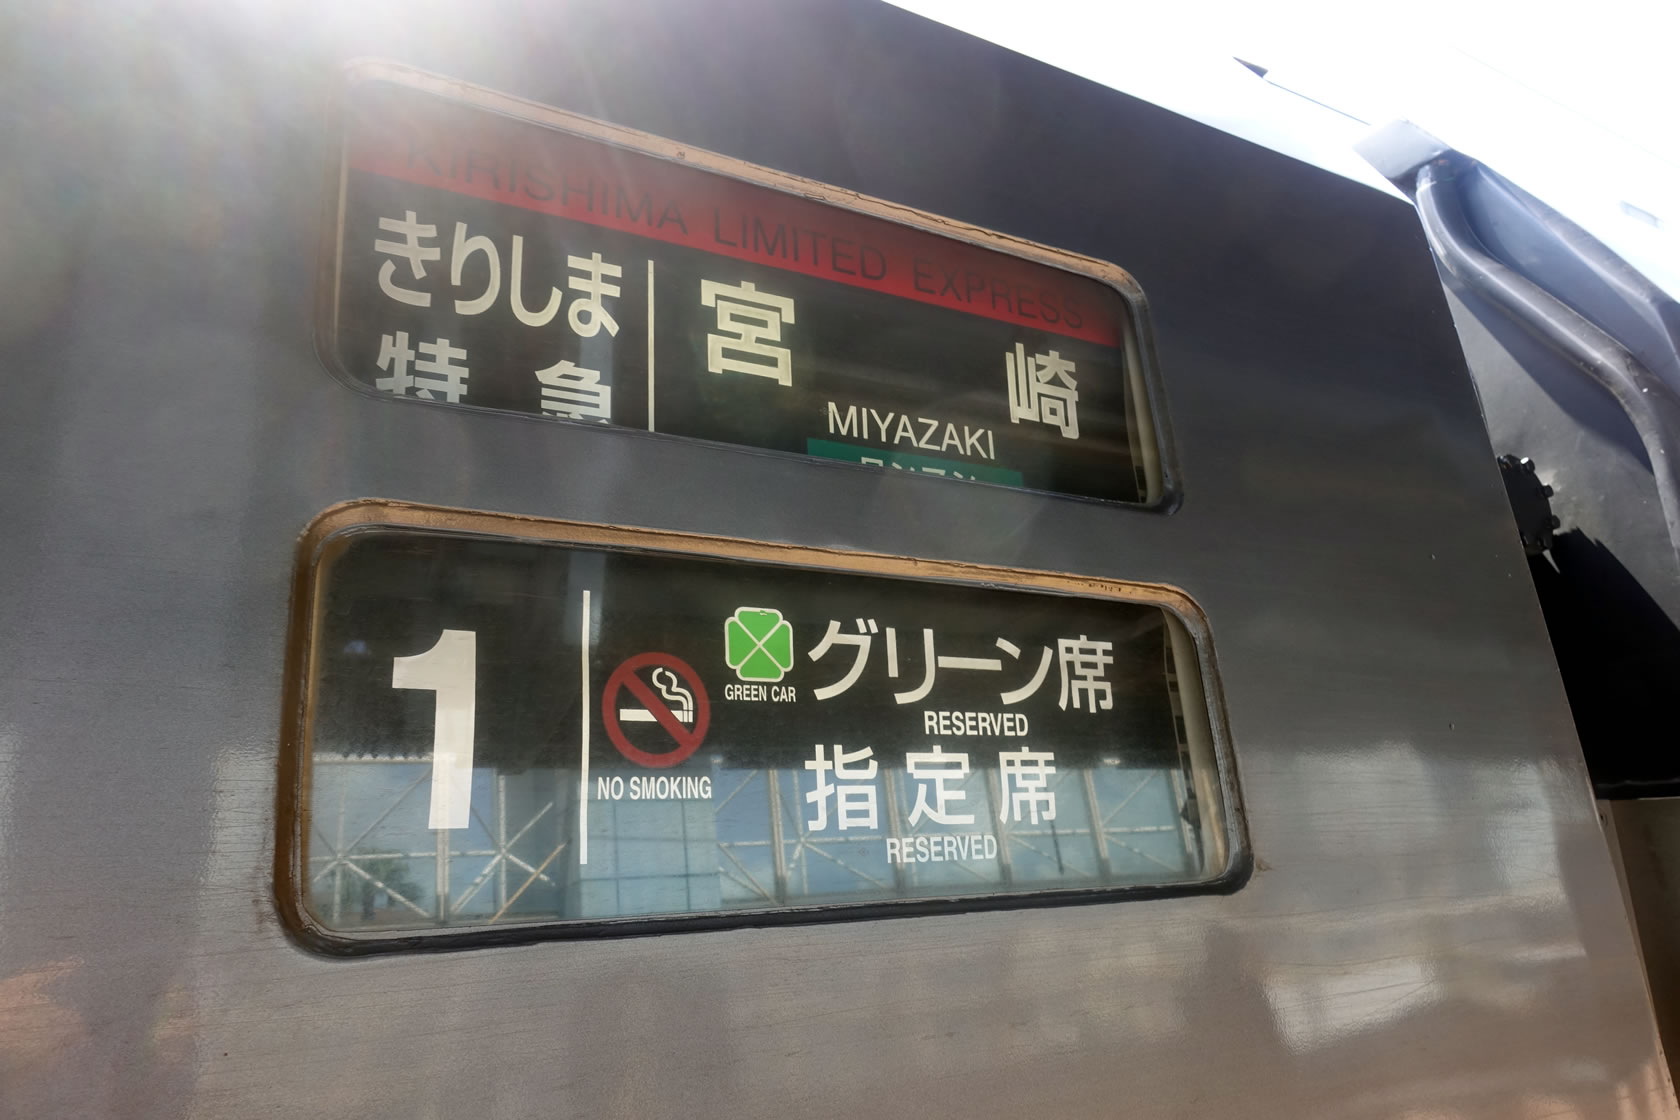 KIRISHIMA LIMITED EXPRESS
きりしま
特急
宮崎
MIYAZAKI
1
NO SMOKING
GREEN CAR
グリーン席
RESERVED
指定席
RESERVED